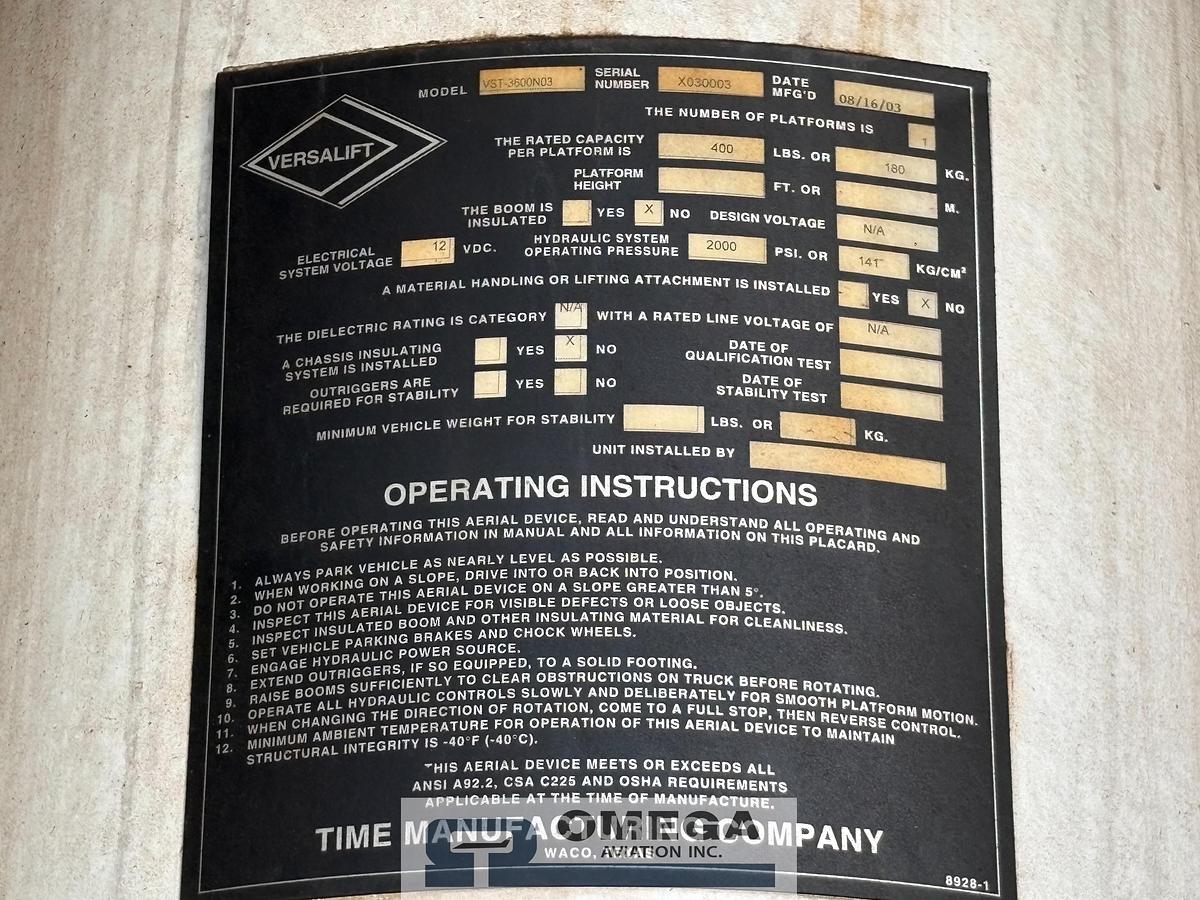 MODEL VST-3600N03 SERIAL NUMBER X030003 DATE MFG'D 08/16/03
VERSALIFT
THE NUMBER OF PLATFORMS IS 1
THE RATED CAPACITY
PER PLATFORM IS 400 LBS. OR 180 KG.
PLATFORM
HEIGHT FT. OR M.
THE BOOM IS
INSULATED YES X NO DESIGN VOLTAGE N/A
ELECTRICAL
SYSTEM VOLTAGE 12 VDC. HYDRAULIC SYSTEM
OPERATING PRESSURE 2000 PSI. OR 141 KG/CM²
A MATERIAL HANDLING OR LIFTING ATTACHMENT IS INSTALLED YES X NO
THE DIELECTRIC RATING IS CATEGORY N/A WITH A RATED LINE VOLTAGE OF N/A
A CHASSIS INSULATING
SYSTEM IS INSTALLED YES X NO
DATE OF
QUALIFICATION TEST
OUTRIGGERS ARE
REQUIRED FOR STABILITY YES NO
DATE OF
STABILITY TEST
MINIMUM VEHICLE WEIGHT FOR STABILITY LBS. OR KG.
UNIT INSTALLED BY
OPERATING INSTRUCTIONS
BEFORE OPERATING THIS AERIAL DEVICE, READ AND UNDERSTAND ALL OPERATING AND
SAFETY INFORMATION IN MANUAL AND ALL INFORMATION ON THIS PLACARD.
1. ALWAYS PARK VEHICLE AS NEARLY LEVEL AS POSSIBLE.
2. WHEN WORKING ON A SLOPE, DRIVE INTO OR BACK INTO POSITION.
3. DO NOT OPERATE THIS AERIAL DEVICE ON A SLOPE GREATER THAN 5°.
4. INSPECT THIS AERIAL DEVICE FOR VISIBLE DEFECTS OR LOOSE OBJECTS.
5. INSPECT INSULATED BOOM AND OTHER INSULATING MATERIAL FOR CLEANLINESS.
6. SET VEHICLE PARKING BRAKES AND CHOCK WHEELS.
7. ENGAGE HYDRAULIC POWER SOURCE.
8. EXTEND OUTRIGGERS, IF SO EQUIPPED, TO A SOLID FOOTING.
9. RAISE BOOMS SUFFICIENTLY TO CLEAR OBSTRUCTIONS ON TRUCK BEFORE ROTATING.
10. OPERATE ALL HYDRAULIC CONTROLS SLOWLY AND DELIBERATELY FOR SMOOTH PLATFORM MOTION.
11. WHEN CHANGING THE DIRECTION OF ROTATION, COME TO A FULL STOP, THEN REVERSE CONTROL.
12. MINIMUM AMBIENT TEMPERATURE FOR OPERATION OF THIS AERIAL DEVICE TO MAINTAIN
STRUCTURAL INTEGRITY IS -40°F (-40°C).
THIS AERIAL DEVICE MEETS OR EXCEEDS ALL
ANSI A92.2, CSA C225 AND OSHA REQUIREMENTS
APPLICABLE AT THE TIME OF MANUFACTURE.
TIME MANUFACTURING COMPANY
WACO, TEXAS
OMEGA
AVIATION INC.
8928-1